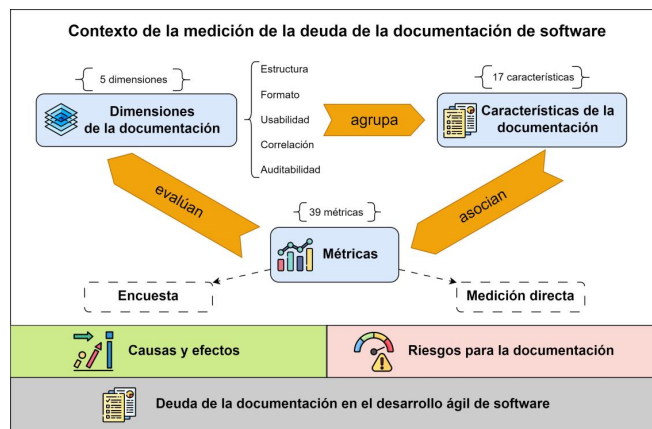 Contexto de la medición de la deuda de la documentación de software
5 dimensiones
Dimensiones
de la documentación
Estructura
Formato
Usabilidad
Correlación
Auditabilidad
agrupa
17 características
Características de la
documentación
evalúan
asocian
39 métricas
Métricas
Encuesta
Medición directa
Causas y efectos
Riesgos para la documentación
Deuda de la documentación en el desarrollo ágil de software